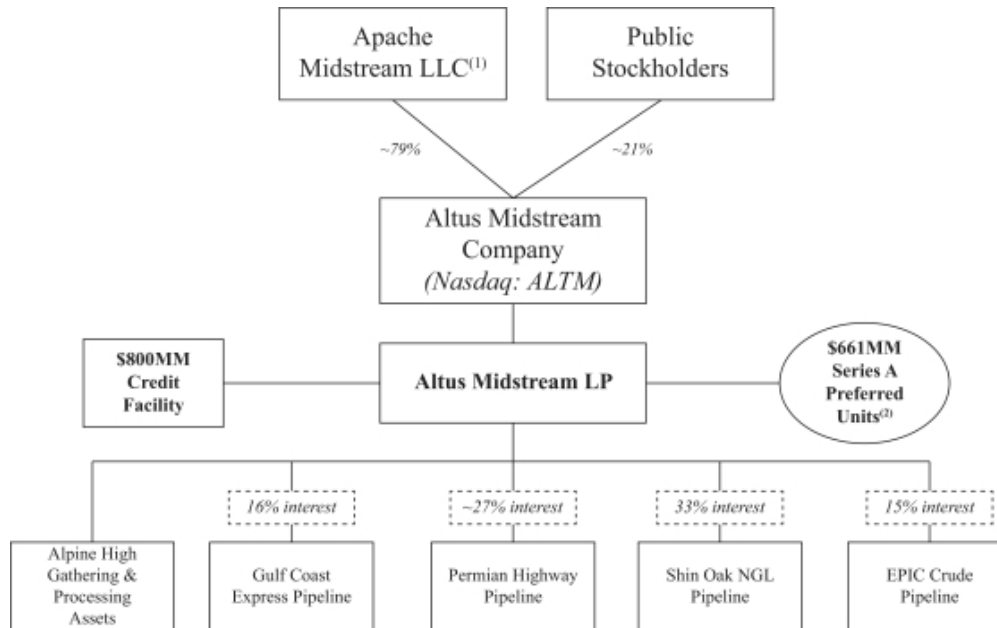 Apache
Midstream LLC(1)
Public
Stockholders
~79%
~21%
Altus Midstream
Company
(Nasdaq: ALTM)
$800MM
Credit
Facility
Altus Midstream LP
$661MM
Series A
Preferred
Units(2)
16% interest
~27% interest
33% interest
15% interest
Alpine High
Gathering &
Processing
Assets
Gulf Coast
Express Pipeline
Permian Highway
Pipeline
Shin Oak NGL
Pipeline
EPIC Crude
Pipeline